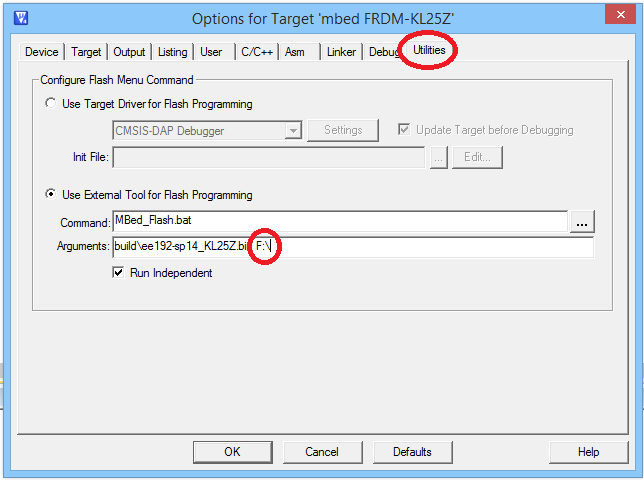 Options for Target 'mbed FRDM-KL25Z'
Device Target Output Listing User C/C++ Asm Linker Debug Utilities
Configure Flash Menu Command
Use Target Driver for Flash Programming
CMSIS-DAP Debugger Settings Update Target before Debugging
Init File: ... Edit...
Use External Tool for Flash Programming
Command: MBed_Flash.bat ...
Arguments: build\ee192-sp14_KL25Z.bi F:\
Run Independent
OK Cancel Defaults Help